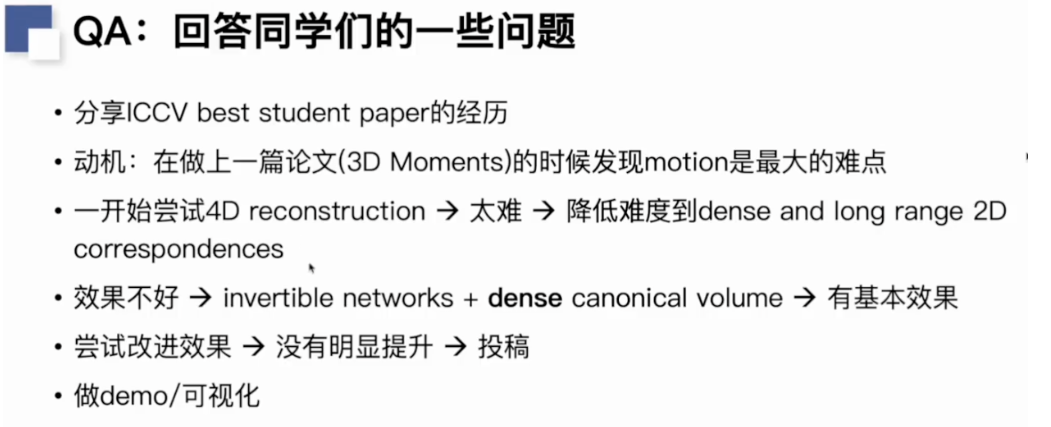 QA：回答同学们的一些问题
• 分享ICCV best student paper的经历
• 动机：在做上一篇论文(3D Moments)的时候发现motion是最大的难点
• 一开始尝试4D reconstruction → 太难 → 降低难度到dense and long range 2D
correspondences
• 效果不好 → invertible networks + dense canonical volume → 有基本效果
• 尝试改进效果 → 没有明显提升 → 投稿
• 做demo/可视化